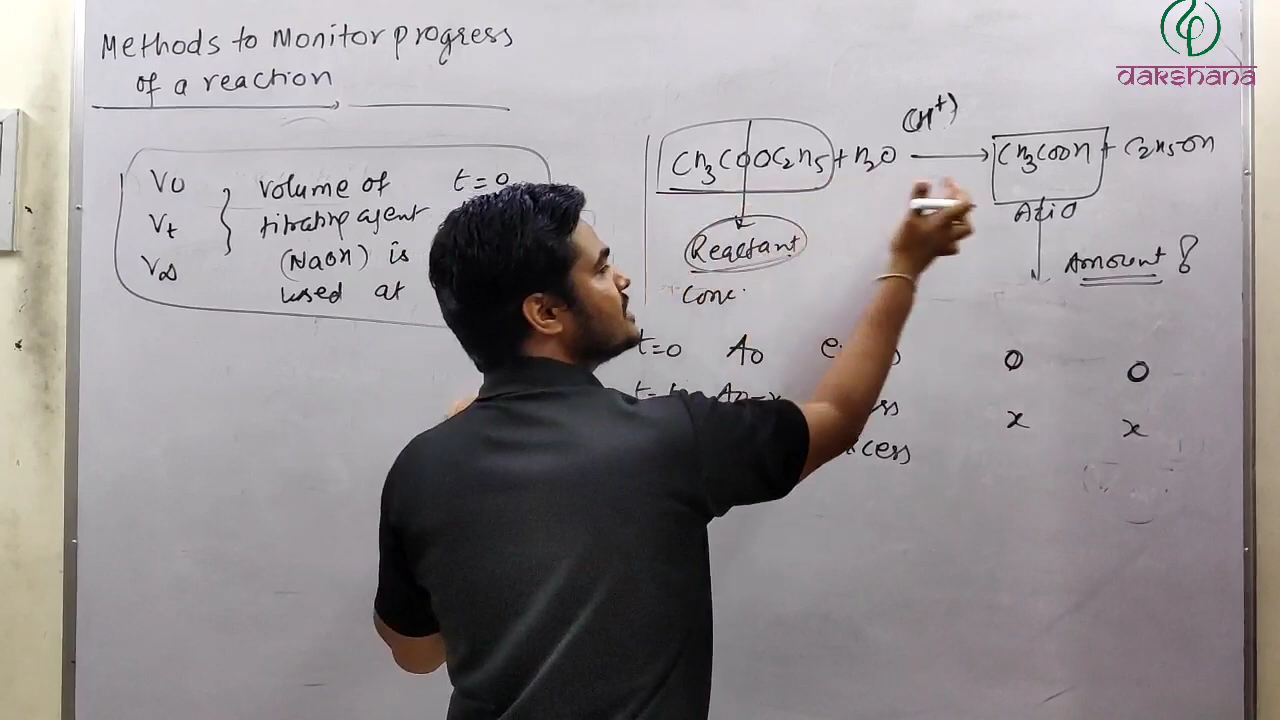 Methods to Monitor progress
of a reaction
V0
Vt
V∞
volume of
titrating agent
(NaOH) is
used at
t=0
(H+)
CH3COOC2H5 + H2O → CH3COOH + C2H5OH
Reactant
Conc.
Acid
Amount ?
t=0 A0 0 0
x x
dakshana